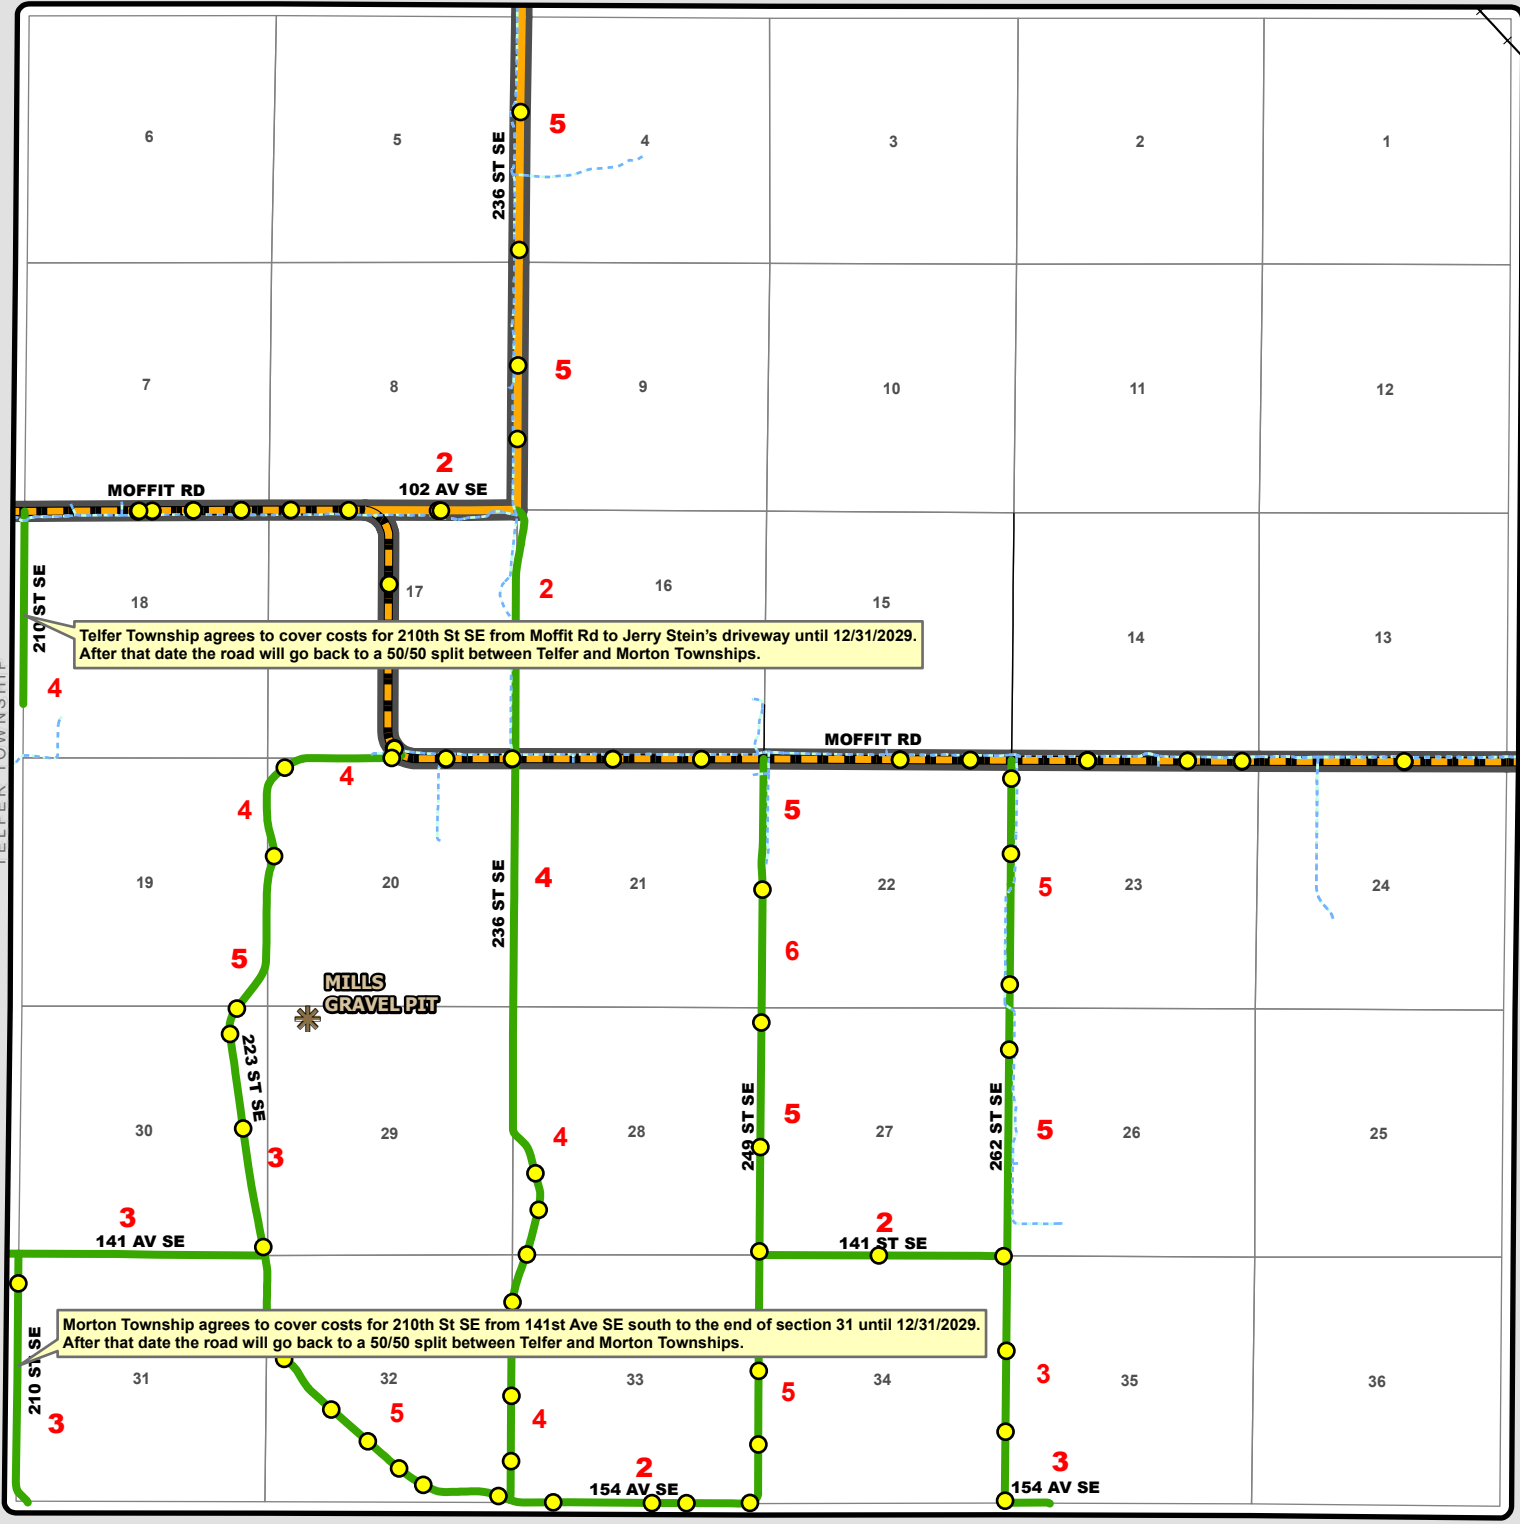 6
5
236 ST SE
5
4
3
2
1
7
8
5
9
10
11
12
2
MOFFIT RD
102 AV SE
210 ST SE
18
17
2
16
15
14
13
Telfer Township agrees to cover costs for 210th St SE from Moffit Rd to Jerry Stein's driveway until 12/31/2029.
After that date the road will go back to a 50/50 split between Telfer and Morton Townships.
4
TELFER TOWNSHIP
MOFFIT RD
4
4
5
19
20
236 ST SE
4
21
5
22
5
23
24
5
6
MILLS
GRAVEL PIT
223 ST SE
30
3
29
4
28
249 ST SE
5
27
262 ST SE
5
26
25
3
141 AV SE
2
141 ST SE
Morton Township agrees to cover costs for 210th St SE from 141st Ave SE south to the end of section 31 until 12/31/2029.
After that date the road will go back to a 50/50 split between Telfer and Morton Townships.
210 ST SE
31
3
32
5
33
4
5
34
3
35
36
2
154 AV SE
3
154 AV SE